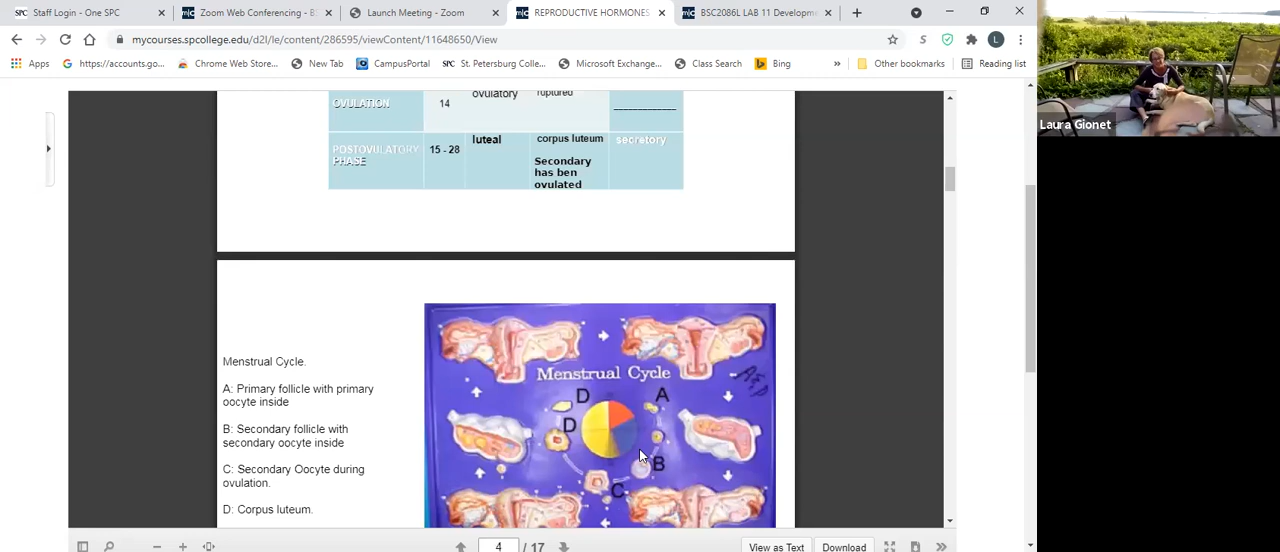 SPC Staff Login - One SPC
Zoom Web Conferencing - BS
Launch Meeting - Zoom
REPRODUCTIVE HORMONES
BSC2086L LAB 11 Developm
mycourses.spcollege.edu/d2l/le/content/286595/viewContent/11648650/View
L
Apps
https://accounts.go...
Chrome Web Store...
New Tab
CampusPortal
SPC St. Petersburg Colle...
Microsoft Exchange...
Class Search
Bing
Other bookmarks
Reading list
Laura Gionet
OVULATION
14
ovulatory
ruptured
POSTOVULATORY
PHASE
15 - 28
luteal
corpus luteum
Secondary
has ben
ovulated
secretory
Menstrual Cycle.
A: Primary follicle with primary
oocyte inside
B: Secondary follicle with
secondary oocyte inside
C: Secondary Oocyte during
ovulation.
D: Corpus luteum.
Menstrual Cycle
D
A
D
B
C
4 / 17
View as Text
Download